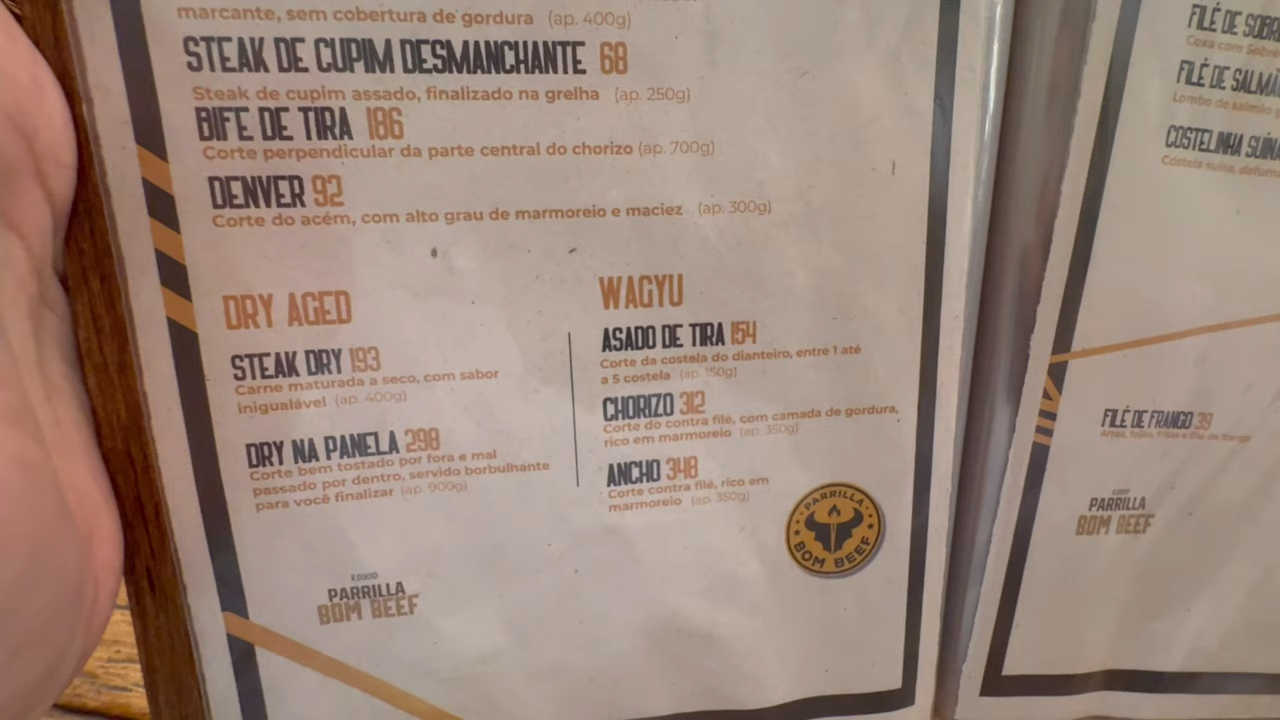 marcante, sem cobertura de gordura (ap. 400g)
STEAK DE CUPIM DESMANCHANTE 68
Steak de cupim assado, finalizado na grelha (ap. 250g)
BIFE DE TIRA 186
Corte perpendicular da parte central do chorizo (ap. 700g)
DENVER 92
Corte do acém, com alto grau de marmoreio e maciez (ap. 300g)
DRY AGED
STEAK DRY 193
Carne maturada a seco, com sabor
inigualável (ap. 400g)
DRY NA PANELA 298
Corte bem tostado por fora e mal
passado por dentro, servido borbulhante
para você finalizar (ap. 900g)
WAGYU
ASADO DE TIRA 154
Corte da costela do dianteiro, entre 1 até
a 5 costela (ap. 150g)
CHORIZO 312
Corte do contra filé, com camada de gordura,
rico em marmoreio (ap. 350g)
ANCHO 348
Corte contra filé, rico em
marmoreio (ap 350g)
PARRILLA
BOM BEEF
PARRILLA
BOM BEEF
FILÉ DE SOBR
Coxa com Sobre
FILÉ DE SALMÃ
Lombo de salmão g
COSTELINHA SUÍNA
Costela suína, defum
FILÉ DE FRANGO 39
Arroz, feijão, fritas e filé de frango
PARRILLA
BOM BEEF